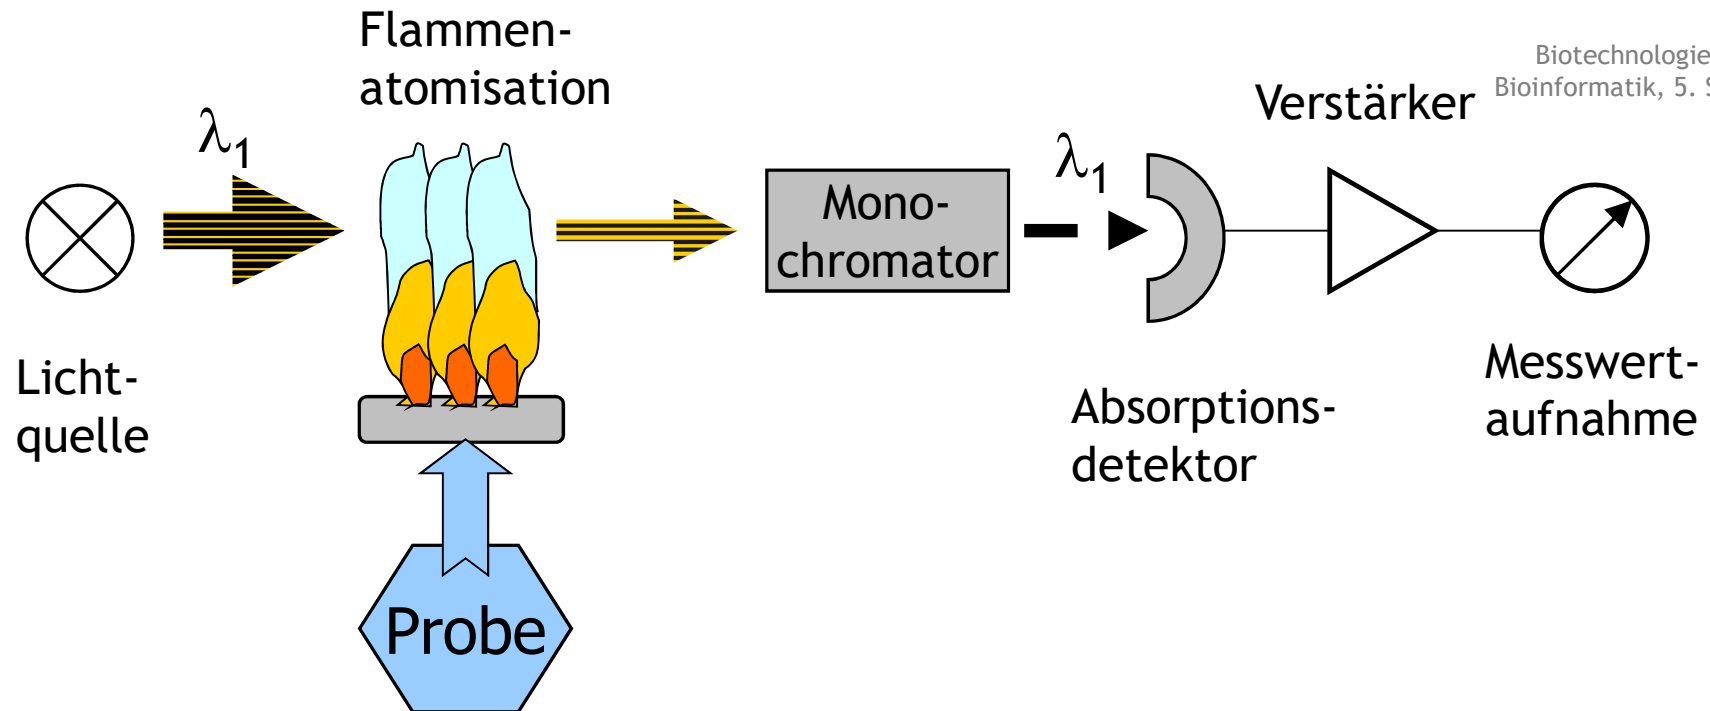 Flammen-
atomisation
Biotechnologie
Bioinformatik, 5. S
Verstärker
λ1
λ1
Mono-
chromator
Licht-
quelle
Absorptions-
detektor
Messwert-
aufnahme
Probe